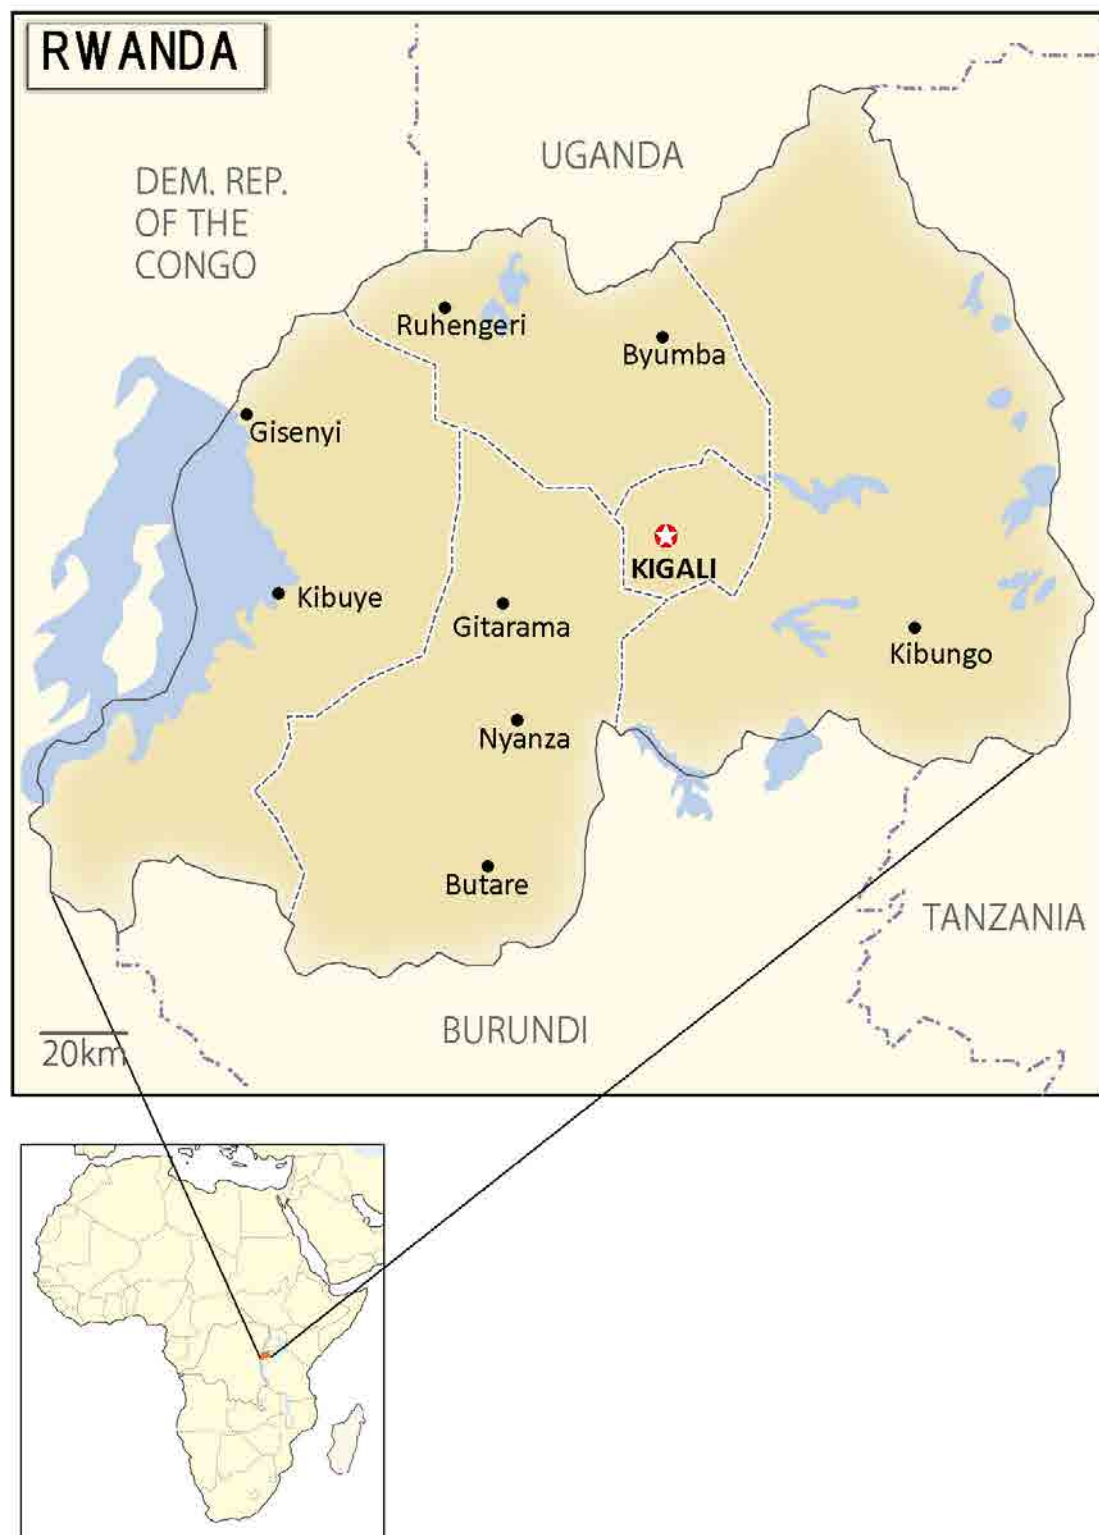 RWANDA
UGANDA
DEM. REP.
OF THE
CONGO
Ruhengeri
Byumba
Gisenyi
KIGALI
Kibuye
Gitarama
Kibungo
Nyanza
Butare
TANZANIA
BURUNDI
20km